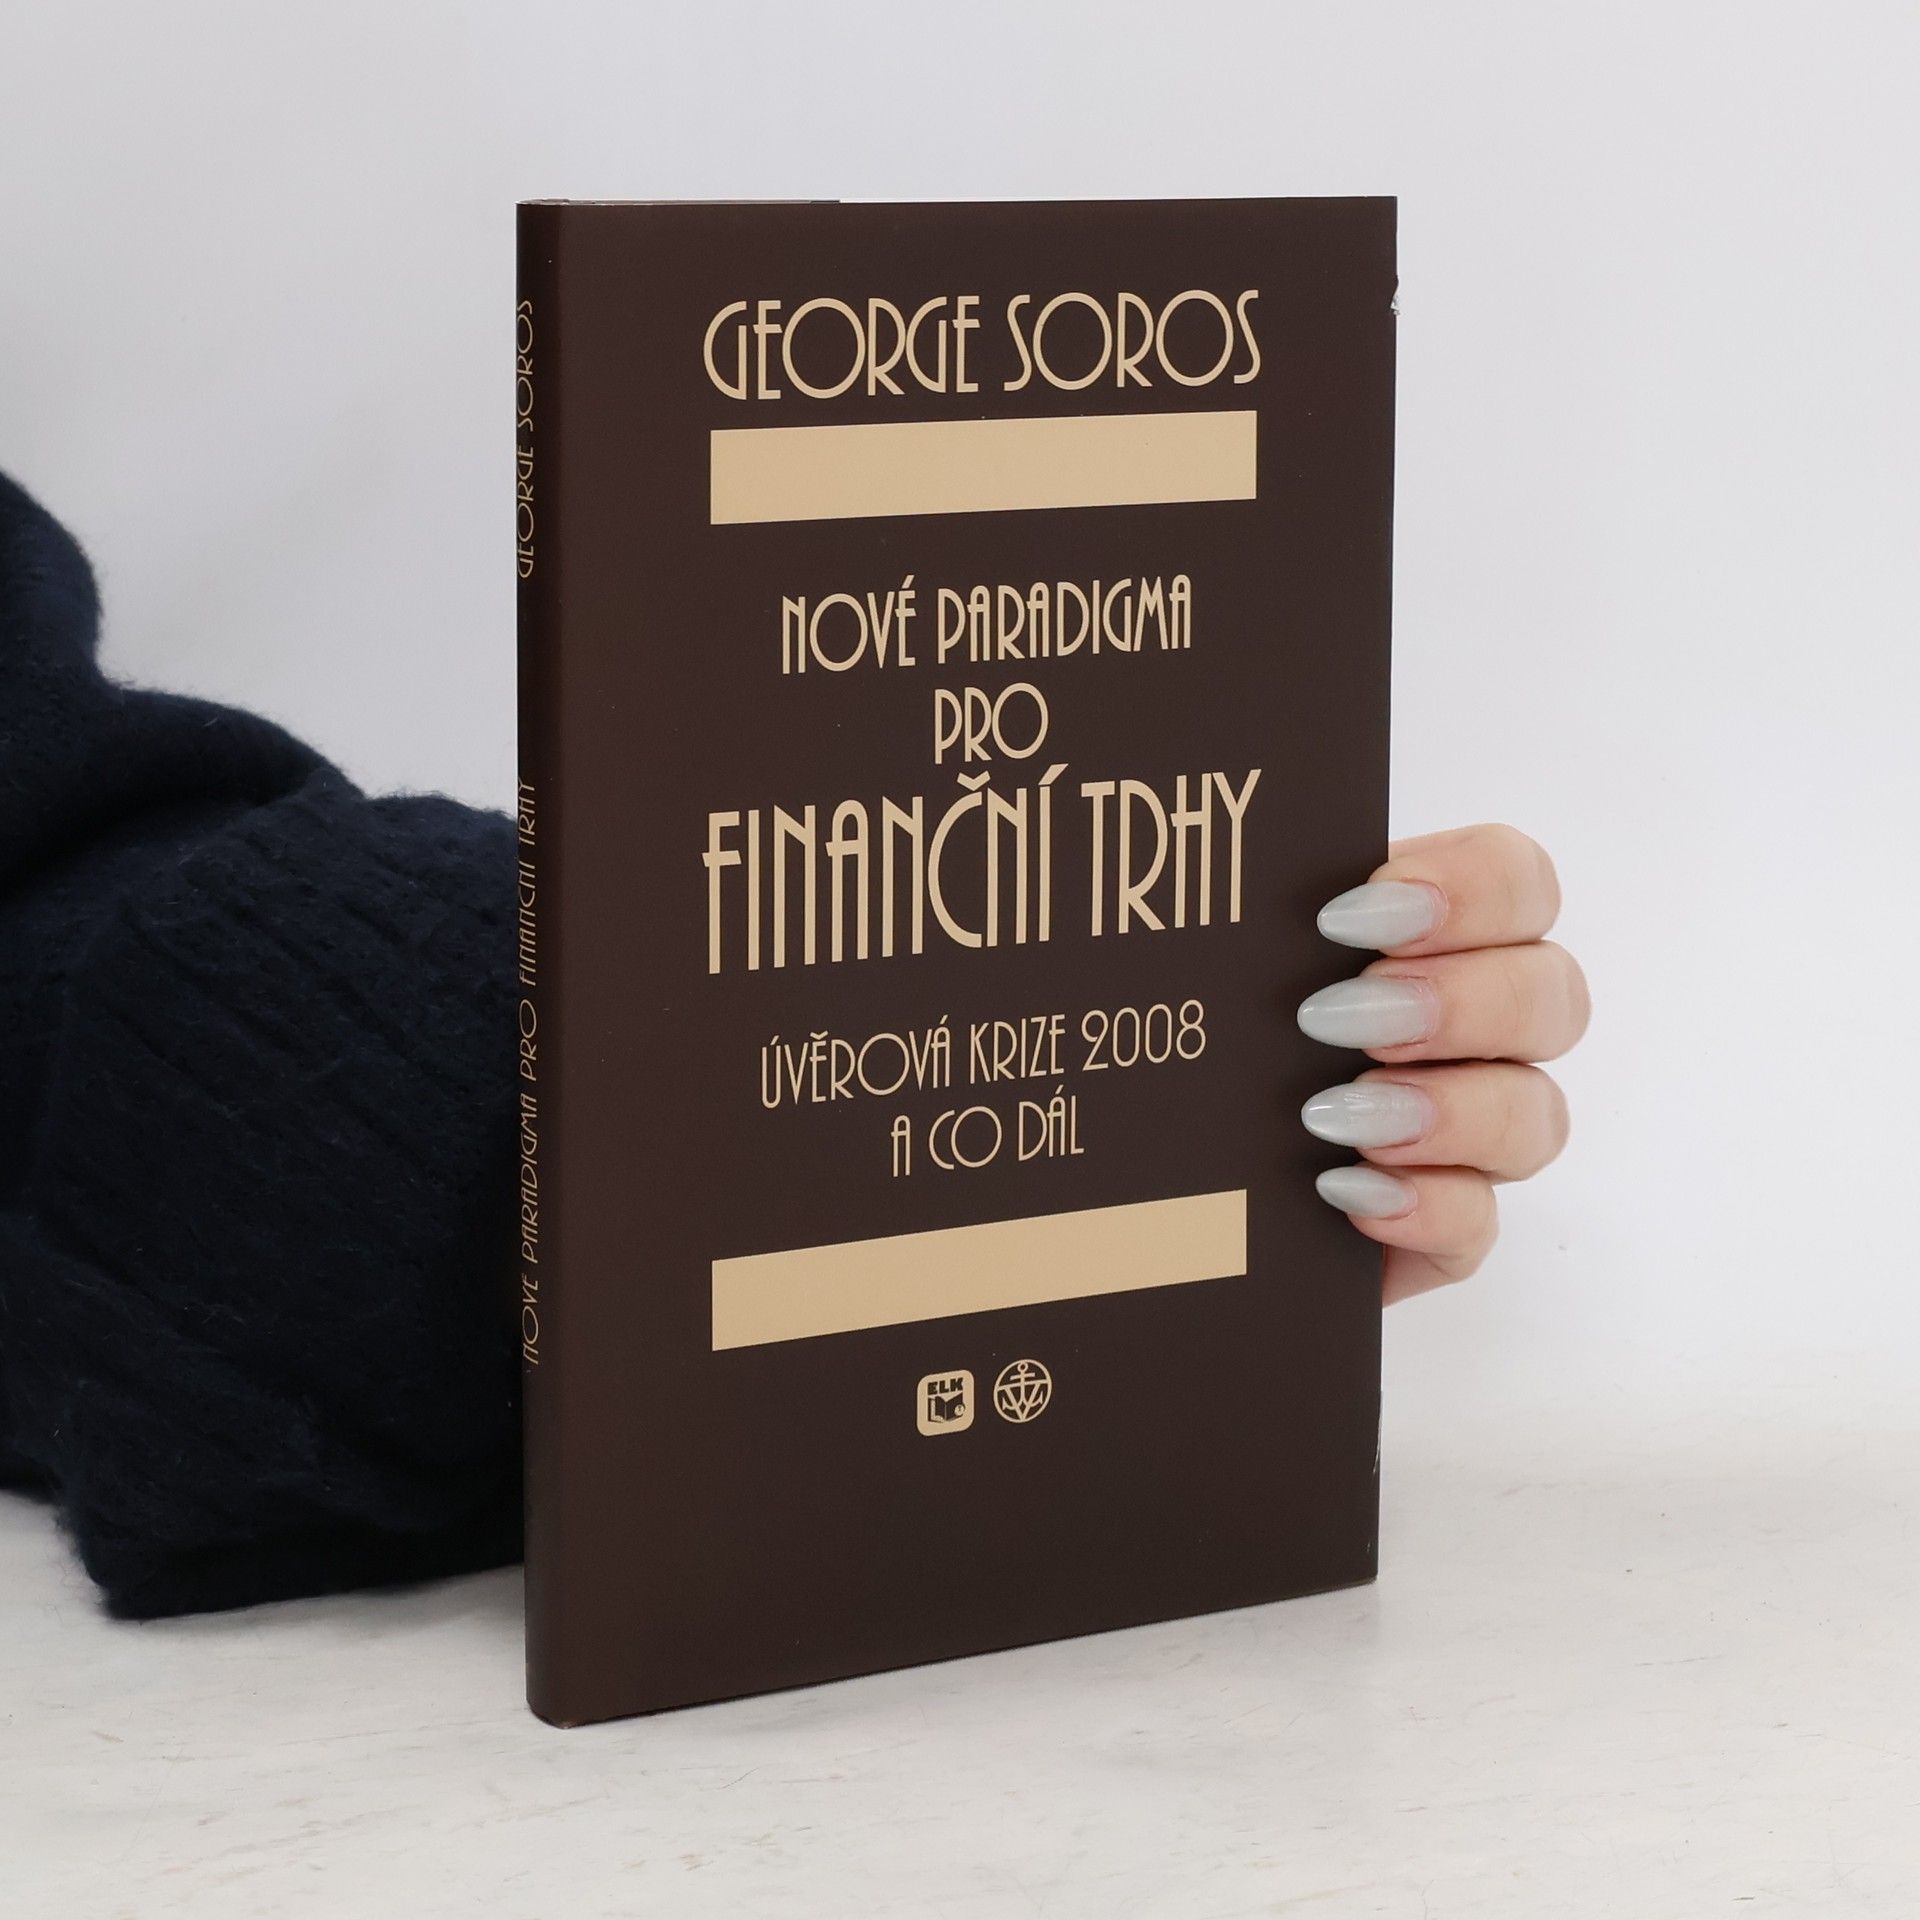 GEORGE SOROS
NOVÉ PARADIGMA
PRO
FINANČNÍ TRHY
ÚVĚROVÁ KRIZE 2008
A CO DÁL
ELK
NOVÉ PARADIGMA PRO FINANČNÍ TRHY GEORGE SOROS